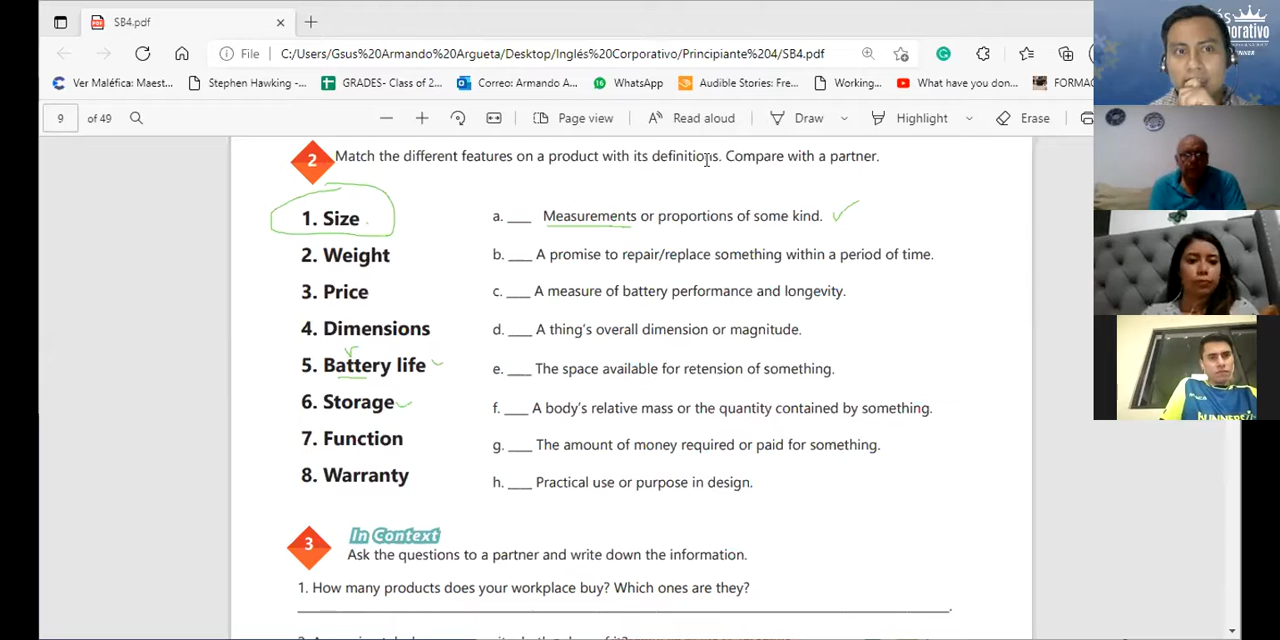 SB4.pdf
File C:/Users/Gsus%20Armando%20Argueta/Desktop/Inglés%20Corporativo/Principiante%204/SB4.pdf
Ver Maléfica: Maest... Stephen Hawking -... GRADES- Class of 2... Correo: Armando A... WhatsApp Audible Stories: Fre... Working... What have you don... FORMAC
9 of 49 Page view Read aloud Draw Highlight Erase
2 Match the different features on a product with its definitions. Compare with a partner.
1. Size a. ___ Measurements or proportions of some kind.
2. Weight b. ___ A promise to repair/replace something within a period of time.
3. Price c. ___ A measure of battery performance and longevity.
4. Dimensions d. ___ A thing's overall dimension or magnitude.
5. Battery life e. ___ The space available for retention of something.
6. Storage f. ___ A body's relative mass or the quantity contained by something.
7. Function g. ___ The amount of money required or paid for something.
8. Warranty h. ___ Practical use or purpose in design.
3 In Context
Ask the questions to a partner and write down the information.
1. How many products does your workplace buy? Which ones are they?